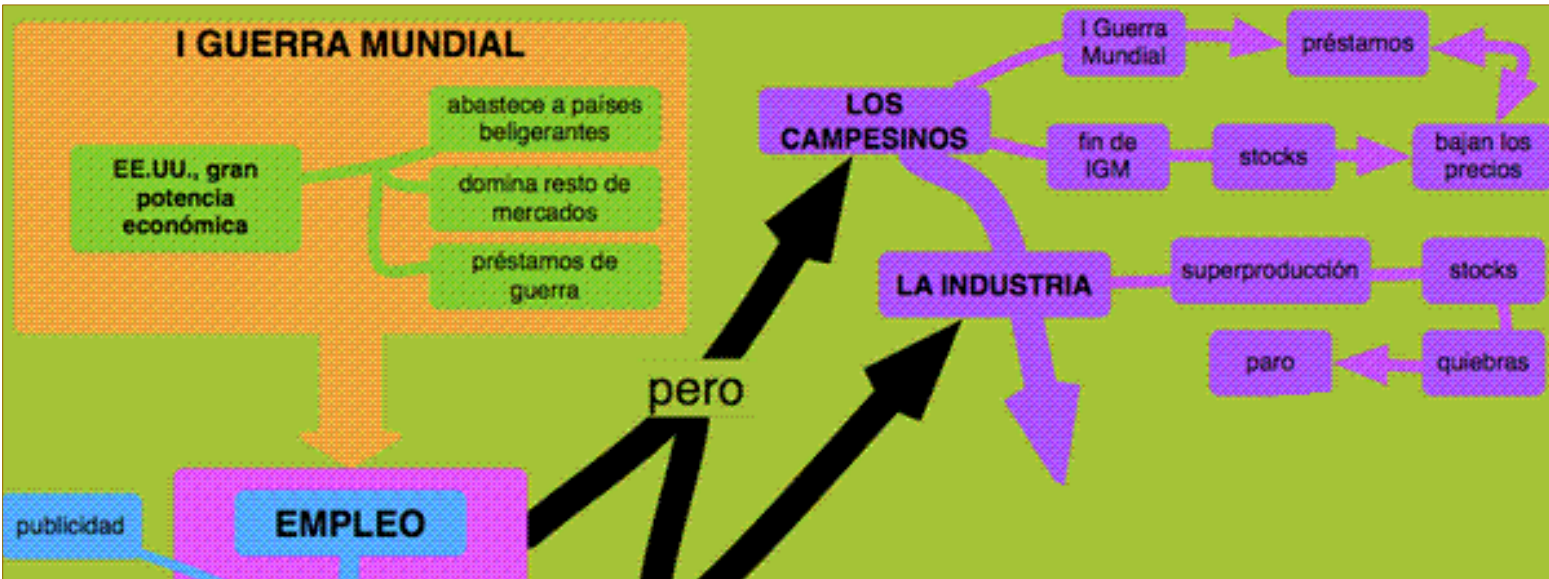 I GUERRA MUNDIAL
abastece a países
beligerantes
EE.UU., gran
potencia
económica
domina resto de
mercados
préstamos de
guerra
I Guerra
Mundial
préstamos
LOS
CAMPESINOS
fin de
IGM
stocks
bajan los
precios
LA INDUSTRIA
superproducción
stocks
paro
quiebras
pero
publicidad
EMPLEO